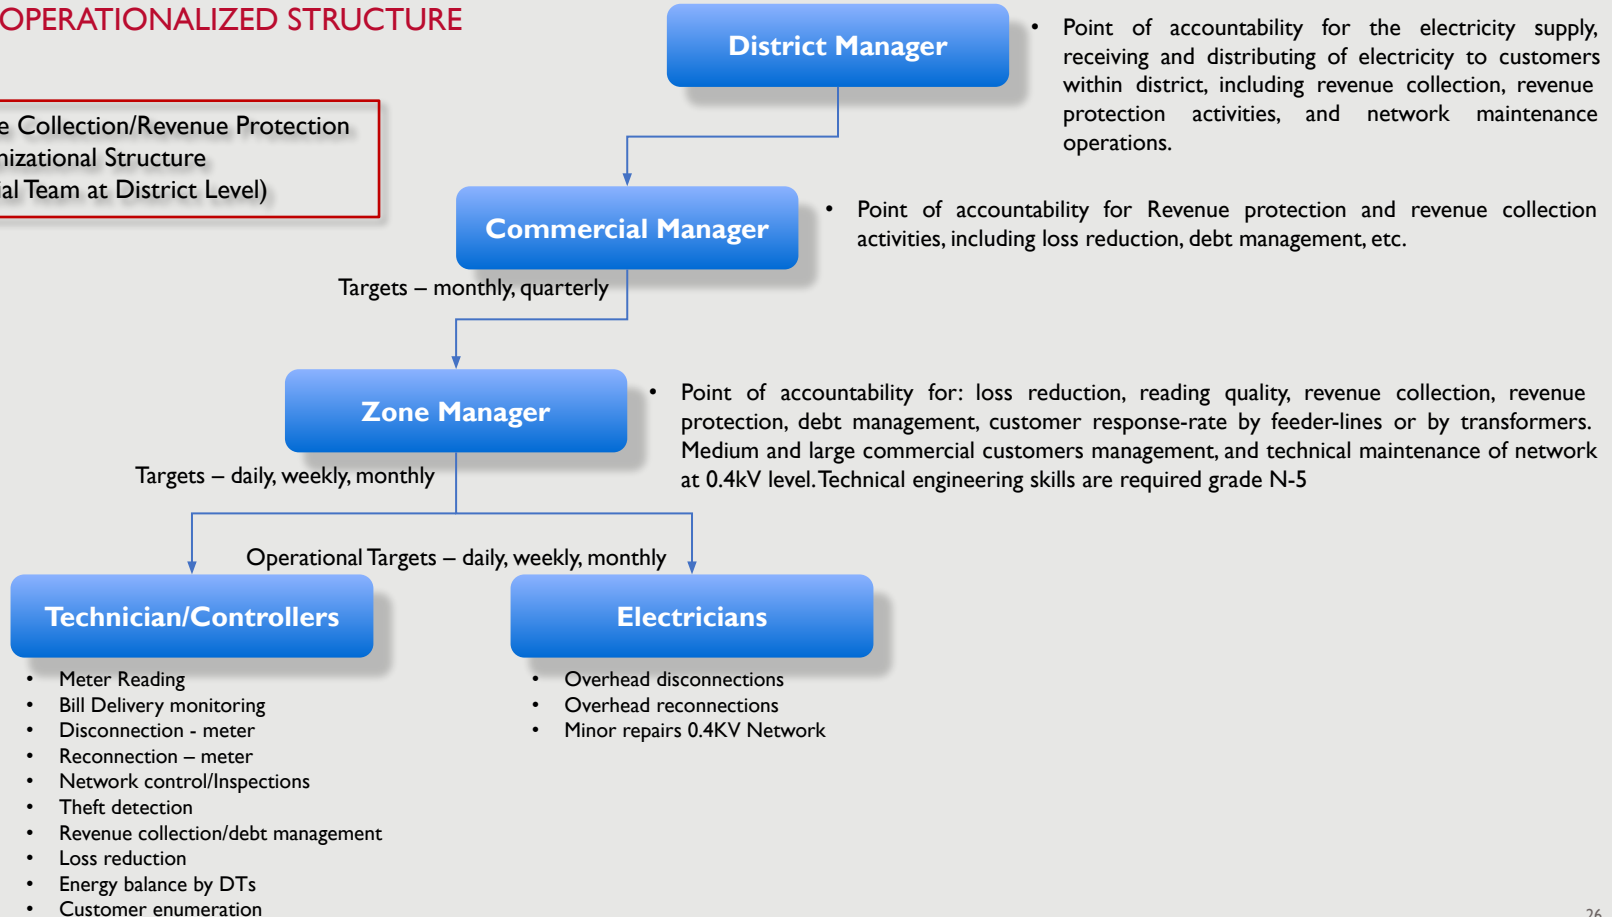 OPERATIONALIZED STRUCTURE
District Manager
• Point of accountability for the electricity supply,
receiving and distributing of electricity to customers
within district, including revenue collection, revenue
protection activities, and network maintenance
operations.
e Collection/Revenue Protection
nizational Structure
ial Team at District Level)
Commercial Manager
• Point of accountability for Revenue protection and revenue collection
activities, including loss reduction, debt management, etc.
Targets – monthly, quarterly
Zone Manager
• Point of accountability for: loss reduction, reading quality, revenue collection, revenue
protection, debt management, customer response-rate by feeder-lines or by transformers.
Medium and large commercial customers management, and technical maintenance of network
at 0.4kV level. Technical engineering skills are required grade N-5
Targets – daily, weekly, monthly
Operational Targets – daily, weekly, monthly
Technician/Controllers
• Meter Reading
• Bill Delivery monitoring
• Disconnection - meter
• Reconnection – meter
• Network control/Inspections
• Theft detection
• Revenue collection/debt management
• Loss reduction
• Energy balance by DTs
• Customer enumeration
Electricians
• Overhead disconnections
• Overhead reconnections
• Minor repairs 0.4KV Network
26